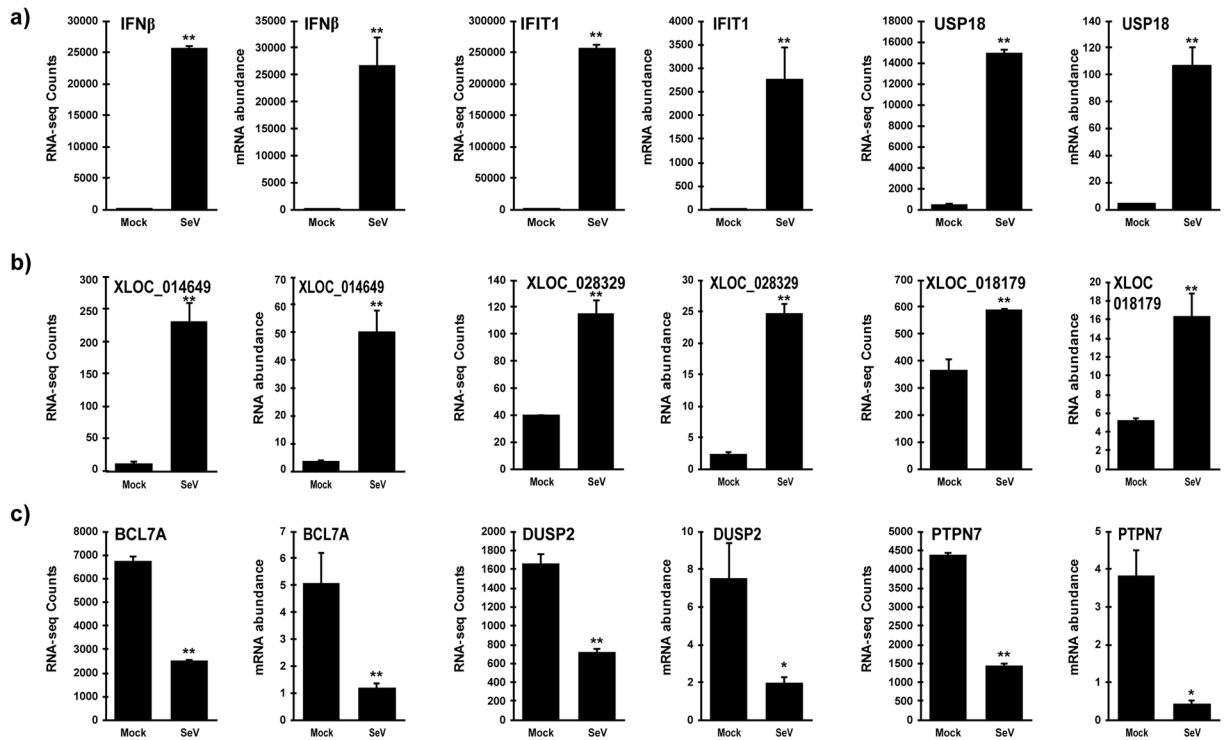 a)
IFNβ
RNA-seq Counts
30000
25000
20000
15000
10000
5000
0
**
Mock SeV
IFNβ
mRNA abundance
35000
30000
25000
20000
15000
10000
5000
0
**
Mock SeV
IFIT1
RNA-seq Counts
300000
250000
200000
150000
100000
50000
0
**
Mock SeV
IFIT1
mRNA abundance
4000
3500
3000
2500
2000
1500
1000
500
0
**
Mock SeV
USP18
RNA-seq Counts
18000
16000
14000
12000
10000
8000
6000
4000
2000
0
**
Mock SeV
USP18
mRNA abundance
140
120
100
80
60
40
20
0
**
Mock SeV
b)
XLOC_014649
RNA-seq Counts
300
250
200
150
100
50
0
**
Mock SeV
XLOC_014649
RNA abundance
70
60
50
40
30
20
10
0
**
Mock SeV
XLOC_028329
RNA-seq Counts
140
120
100
80
60
40
20
0
**
Mock SeV
XLOC_028329
RNA abundance
30
25
20
15
10
5
0
**
Mock SeV
XLOC_018179
RNA-seq Counts
700
600
500
400
300
200
100
0
**
Mock SeV
XLOC
018179
RNA abundance
20
18
16
14
12
10
8
6
4
2
0
**
Mock SeV
c)
BCL7A
RNA-seq Counts
8000
7000
6000
5000
4000
3000
2000
1000
0
**
Mock SeV
BCL7A
mRNA abundance
7
6
5
4
3
2
1
0
**
Mock SeV
DUSP2
RNA-seq Counts
2000
1800
1600
1400
1200
1000
800
600
400
200
0
**
Mock SeV
DUSP2
mRNA abundance
10
8
6
4
2
0
*
Mock SeV
PTPN7
RNA-seq Counts
5000
4500
4000
3500
3000
2500
2000
1500
1000
500
0
**
Mock SeV
PTPN7
mRNA abundance
5
4
3
2
1
0
*
Mock SeV